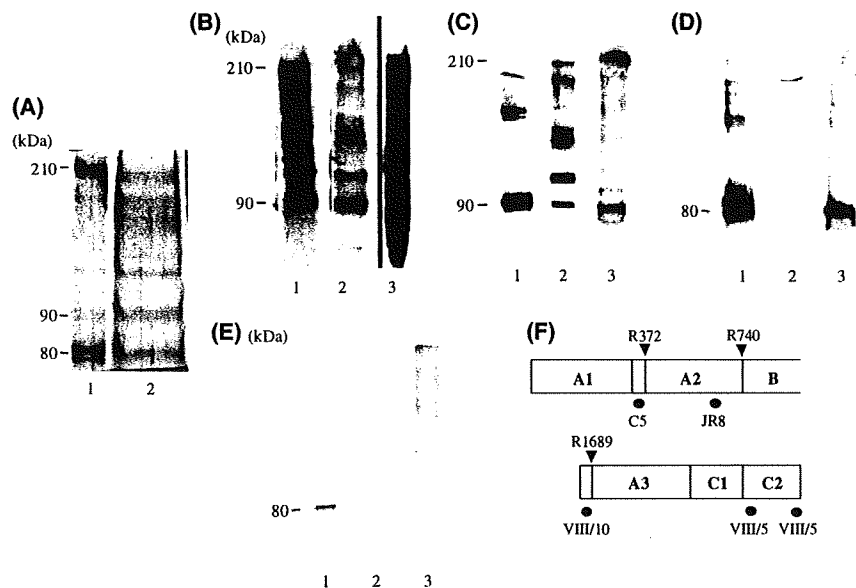 (A)
(kDa)
210
90
80
1 2
(B)
(kDa)
210
90
1 2 3
(C)
210
90
1 2 3
(D)
80
1 2 3
(E) (kDa)
80
1 2 3
(F)
R372 R740
A1 A2 B
C5 JR8
R1689
A3 C1 C2
VIII/10 VIII/5 VIII/5